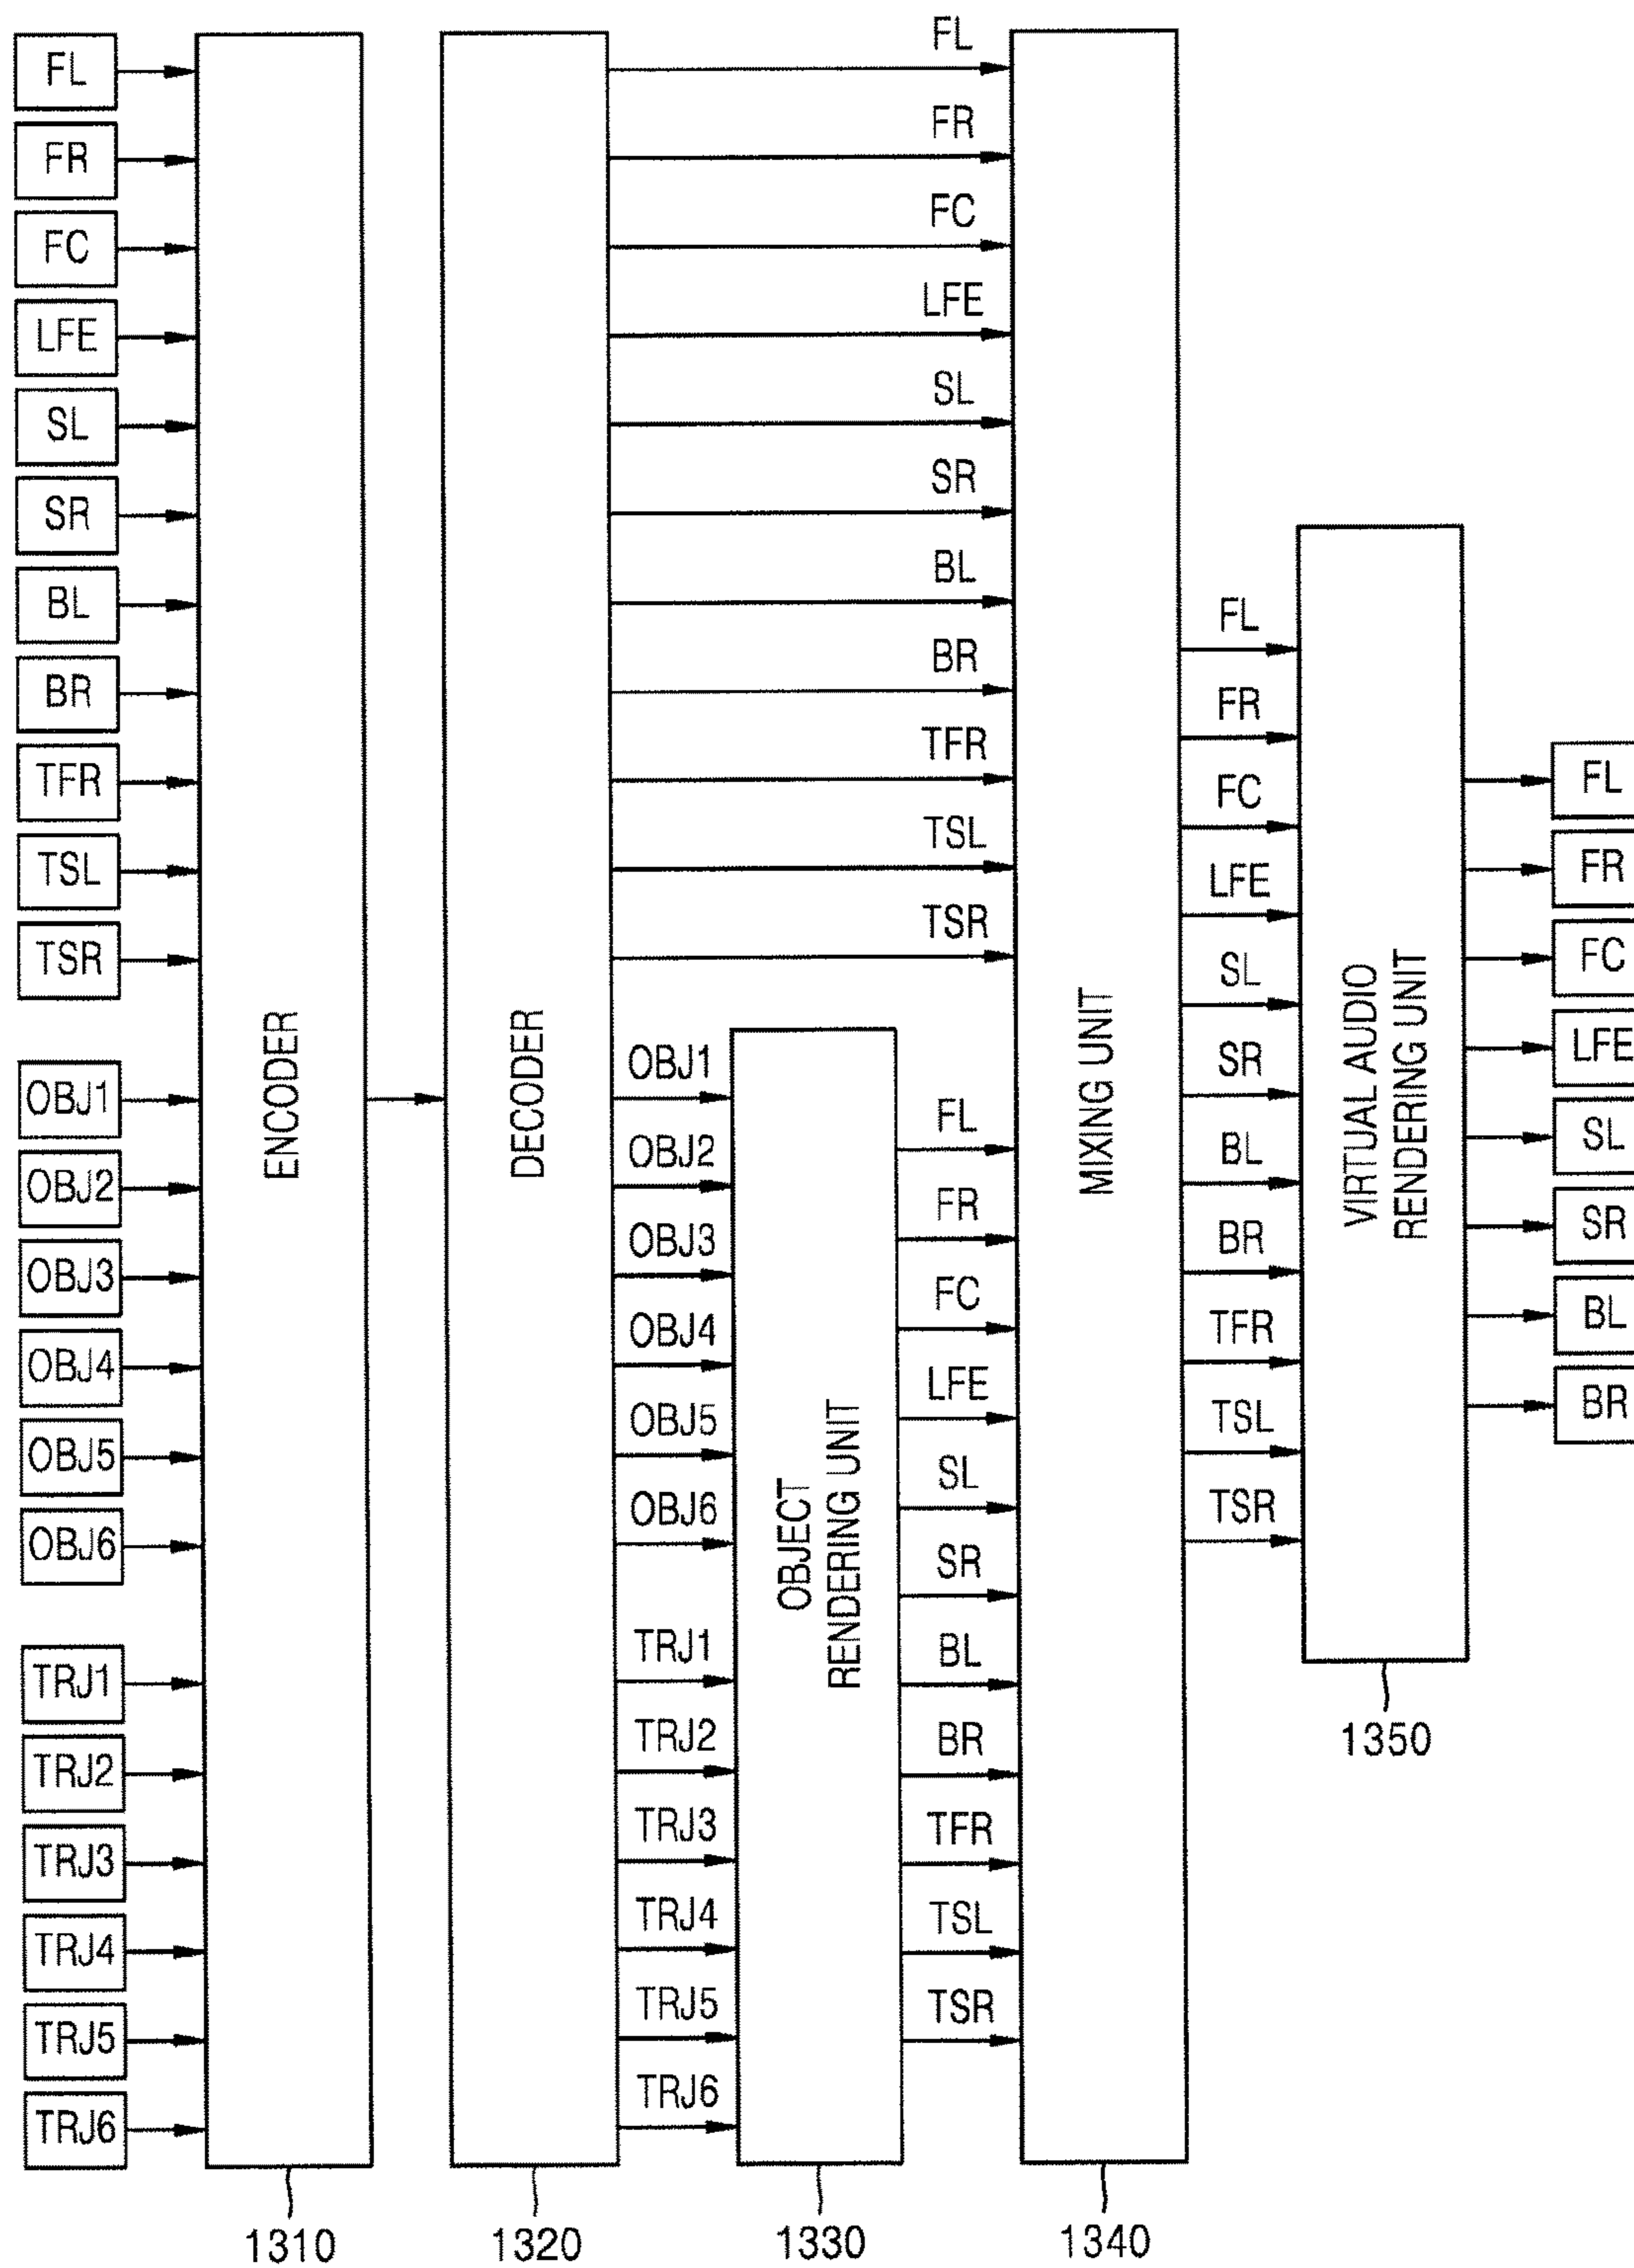 FL
FR
FC
LFE
SL
SR
BL
BR
TFR
TSL
TSR
OBJ1
OBJ2
OBJ3
OBJ4
OBJ5
OBJ6
TRJ1
TRJ2
TRJ3
TRJ4
TRJ5
TRJ6
ENCODER
1310
DECODER
1320
FL
FR
FC
LFE
SL
SR
BL
BR
TFR
TSL
TSR
OBJ1
OBJ2
OBJ3
OBJ4
OBJ5
OBJ6
TRJ1
TRJ2
TRJ3
TRJ4
TRJ5
TRJ6
OBJECT
RENDERING UNIT
1330
FL
FR
FC
LFE
SL
SR
BL
BR
TFR
TSL
TSR
MIXING UNIT
1340
FL
FR
FC
LFE
SL
SR
BL
BR
TFR
TSL
TSR
VIRTUAL AUDIO
RENDERING UNIT
1350
FL
FR
FC
LFE
SL
SR
BL
BR